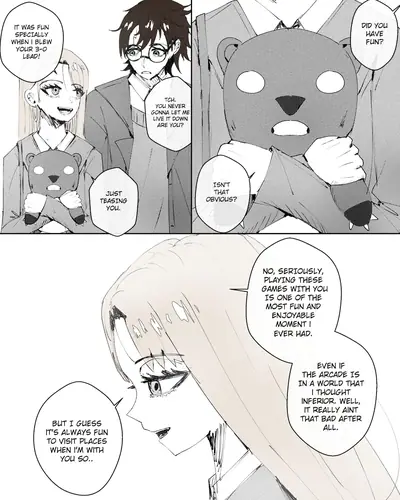 DID YOU
HAVE
FUN?
ISN'T
THAT
OBVIOUS?
IT WAS FUN
SPECIALLY
WHEN I BLEW
YOUR 3-0
LEAD!
TCH.
YOU NEVER
GONNA LET ME
LIVE IT DOWN
ARE YOU?
JUST
TEASING
YOU.
NO, SERIOUSLY,
PLAYING THESE
GAMES WITH YOU
IS ONE OF THE
MOST FUN AND
ENJOYABLE
MOMENT I
EVER HAD.
EVEN IF
THE ARCADE IS
IN A WORLD THAT
I THOUGHT
INFERIOR. WELL,
IT REALLY AINT
THAT BAD AFTER
ALL.
BUT I GUESS
IT'S ALWAYS FUN
TO VISIT PLACES
WHEN I'M WITH
YOU SO..